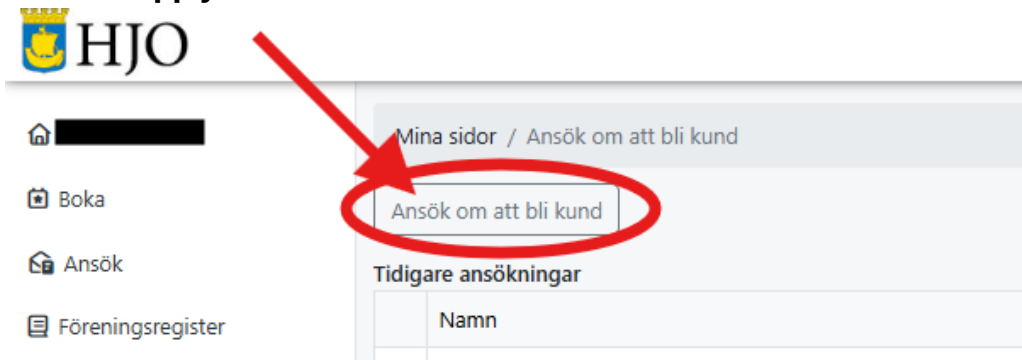 HJO
Mina sidor / Ansök om att bli kund
Boka
Ansök om att bli kund
Ansök
Tidigare ansökningar
Föreningsregister
Namn